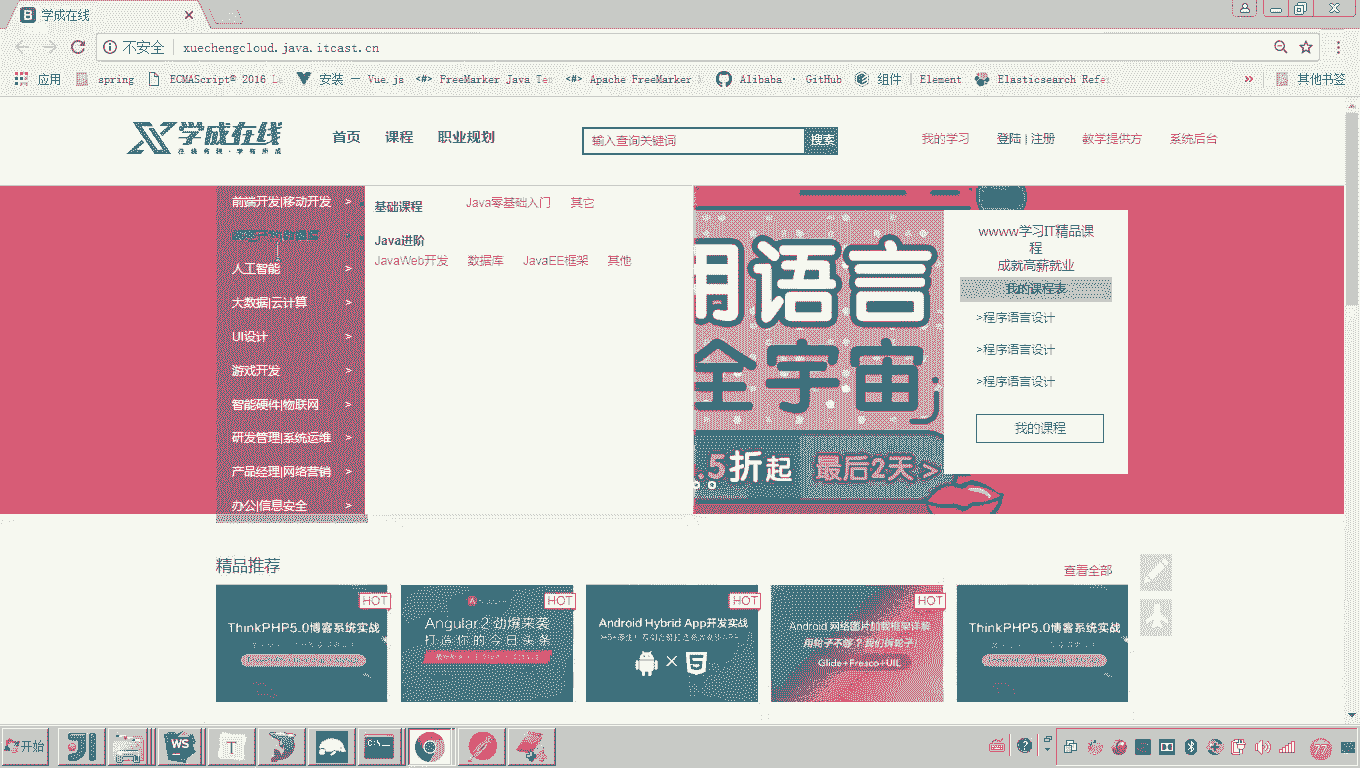 学成在线
不安全 xuechengcloud.java.itcast.cn
应用 spring ECMAScript® 2016 安装 — Vue.js FreeMarker Java Apache FreeMarker Alibaba · GitHub 组件 | Element Elasticsearch Refe 其他书签
学成在线
首页 课程 职业规划 输入查询关键词 搜索 我的学习 登陆 | 注册 教学提供方 系统后台
前端开发|移动开发 >
人工智能 >
大数据|云计算 >
UI设计 >
游戏开发 >
智能硬件|物联网 >
研发管理|系统运维 >
产品经理|网络营销 >
办公|信息安全 >
基础课程 Java零基础入门 其它
Java进阶
JavaWeb开发 数据库 JavaEE框架 其他
用语言
全宇宙
.5折起 最后2天 >
wwww学习IT精品课
程
成就高薪就业
我的课程表
>程序语言设计
>程序语言设计
>程序语言设计
我的课程
精品推荐 查看全部
HOT
ThinkPHP5.0博客系统实战
HOT
Angular 2 劲爆来袭
打造你的今日头条
HOT
Android Hybrid App开发实战
HOT
Android 网络图片加载框架详解
用轮子不够？我们拆轮子！
Glide+Fresco+UIL
ThinkPHP5.0博客系统实战
开始 JI WS T C:\ 77